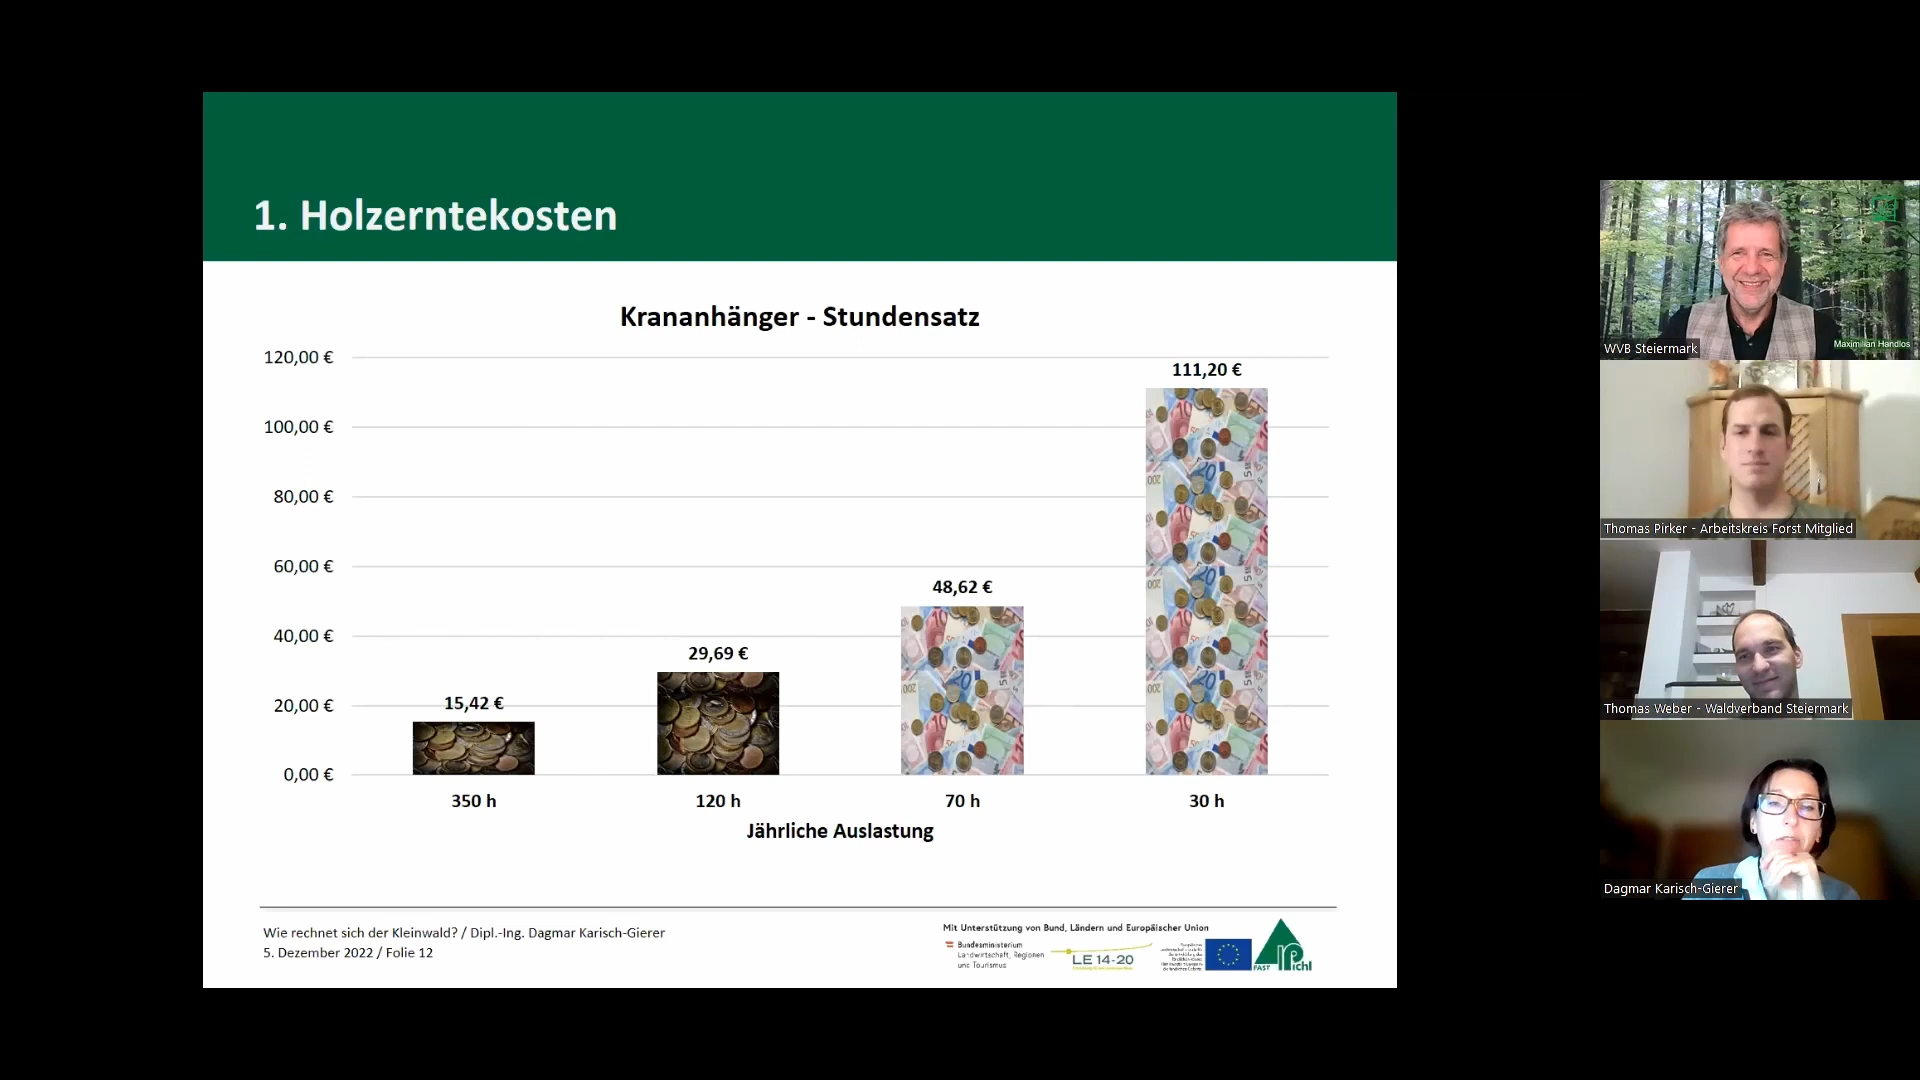 1. Holzerntekosten
Krananhänger - Stundensatz
120,00 €
100,00 €
80,00 €
60,00 €
40,00 €
20,00 €
0,00 €
15,42 €
29,69 €
48,62 €
111,20 €
350 h
120 h
70 h
30 h
Jährliche Auslastung
Wie rechnet sich der Kleinwald? / Dipl.-Ing. Dagmar Karisch-Gierer
5. Dezember 2022 / Folie 12
Mit Unterstützung von Bund, Ländern und Europäischer Union
Bundesministerium
Landwirtschaft, Regionen
und Tourismus
LE 14-20
FAST Pichl
Maximilian Handlos
WVB Steiermark
Thomas Pirker - Arbeitskreis Forst Mitglied
Thomas Weber - Waldverband Steiermark
Dagmar Karisch-Gierer